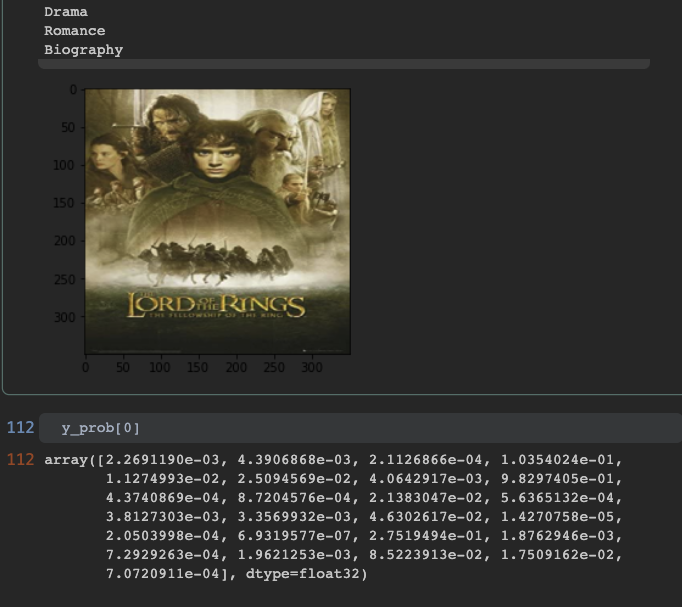 Drama
Romance
Biography
0
50
100
150
200
250
300
THE
LORD OF THE RINGS
THE FELLOWSHIP OF THE RING
0 50 100 150 200 250 300
112 y_prob[0]
112 array([2.2691190e-03, 4.3906868e-03, 2.1126866e-04, 1.0354024e-01,
1.1274993e-02, 2.5094569e-02, 4.0642917e-03, 9.8297405e-01,
4.3740869e-04, 8.7204576e-04, 2.1383047e-02, 5.6365132e-04,
3.8127303e-03, 3.3569932e-03, 4.6302617e-02, 1.4270758e-05,
2.0503998e-04, 6.9319577e-07, 2.7519494e-01, 1.8762946e-03,
7.2929263e-04, 1.9621253e-03, 8.5223913e-02, 1.7509162e-02,
7.0720911e-04], dtype=float32)